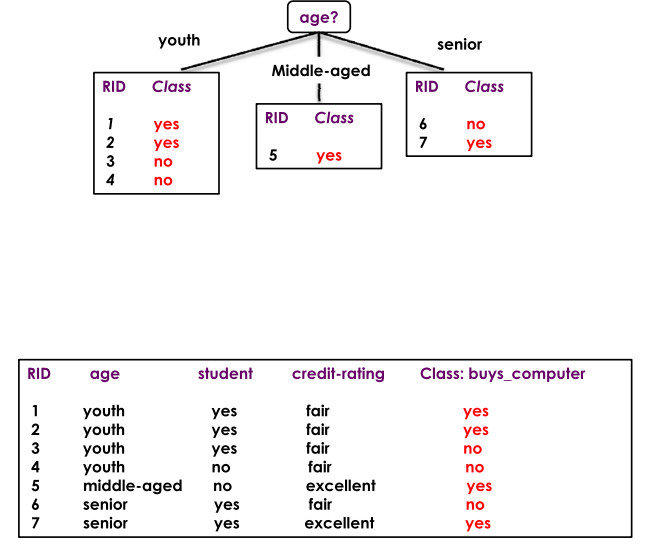 age?
youth
Middle-aged
senior
RID Class
1 yes
2 yes
3 no
4 no
RID Class
5 yes
RID Class
6 no
7 yes
RID age student credit-rating Class: buys_computer
1 youth yes fair yes
2 youth yes fair yes
3 youth yes fair no
4 youth no fair no
5 middle-aged no excellent yes
6 senior yes fair no
7 senior yes excellent yes